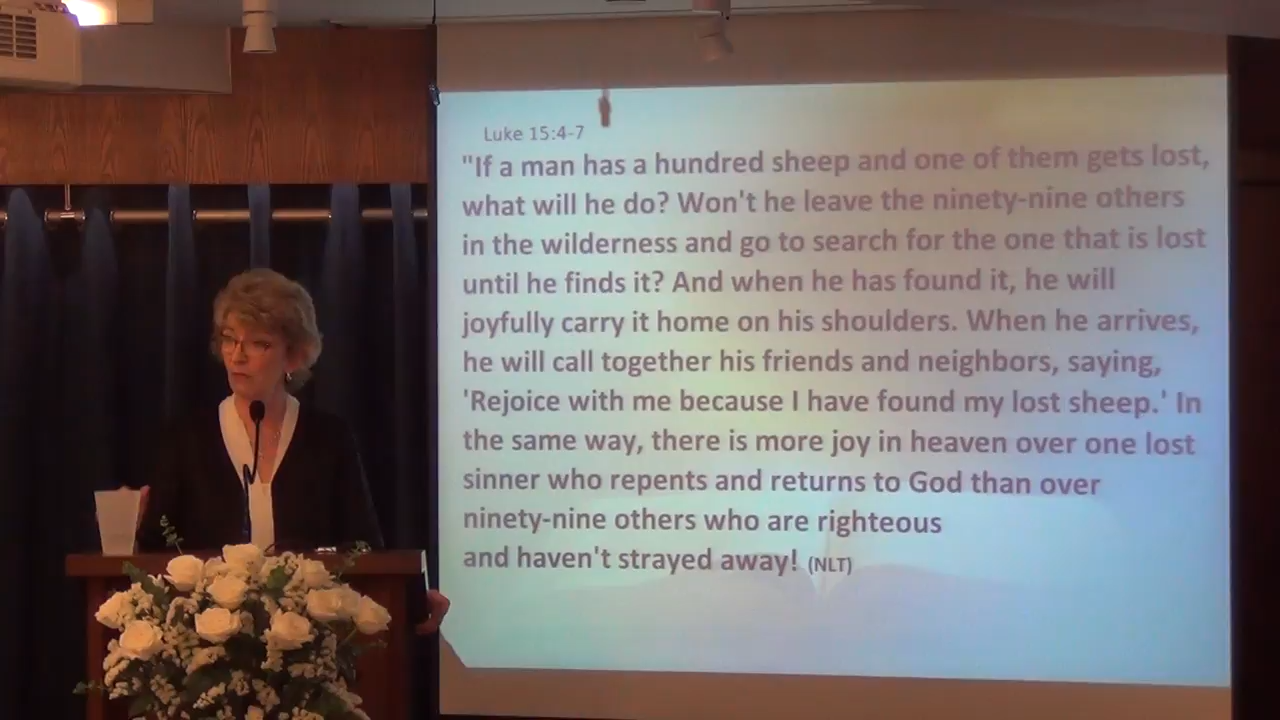 Luke 15:4-7
"If a man has a hundred sheep and one of them gets lost,
what will he do? Won't he leave the ninety-nine others
in the wilderness and go to search for the one that is lost
until he finds it? And when he has found it, he will
joyfully carry it home on his shoulders. When he arrives,
he will call together his friends and neighbors, saying,
'Rejoice with me because I have found my lost sheep.' In
the same way, there is more joy in heaven over one lost
sinner who repents and returns to God than over
ninety-nine others who are righteous
and haven't strayed away! (NLT)